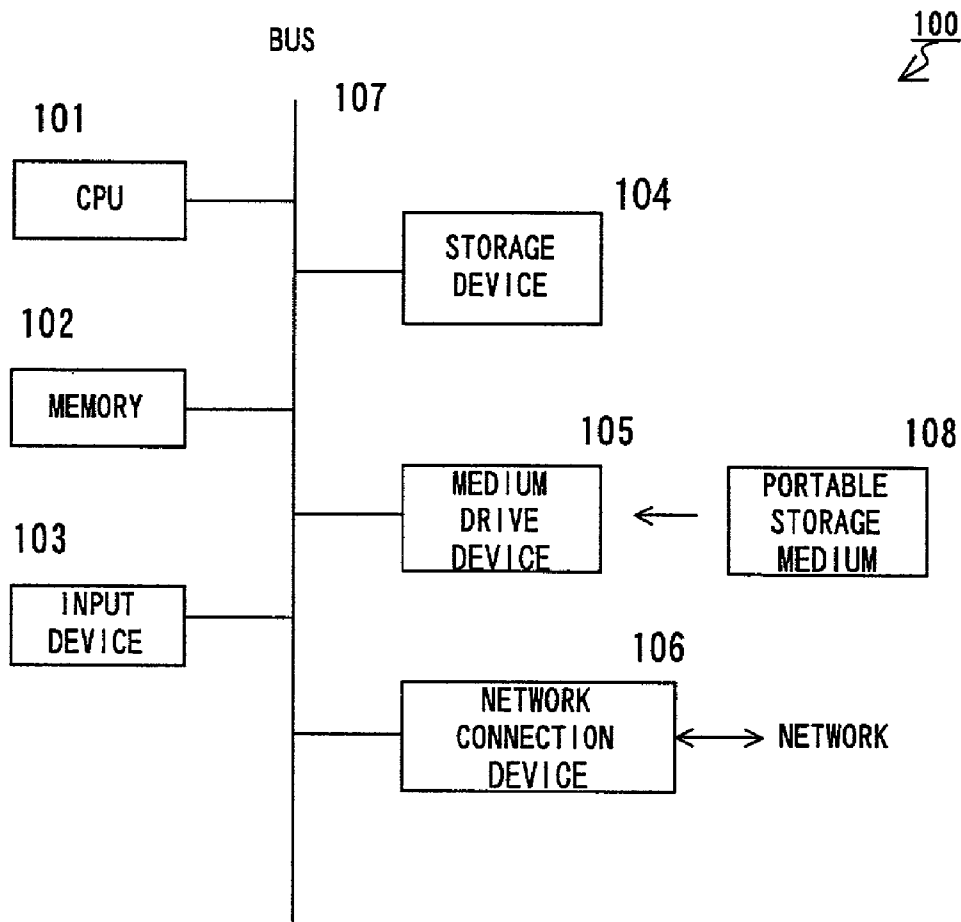 BUS
100
107
101
CPU
104
STORAGE
DEVICE
102
MEMORY
105
MEDIUM
DRIVE
DEVICE
108
PORTABLE
STORAGE
MEDIUM
103
INPUT
DEVICE
106
NETWORK
CONNECTION
DEVICE
NETWORK